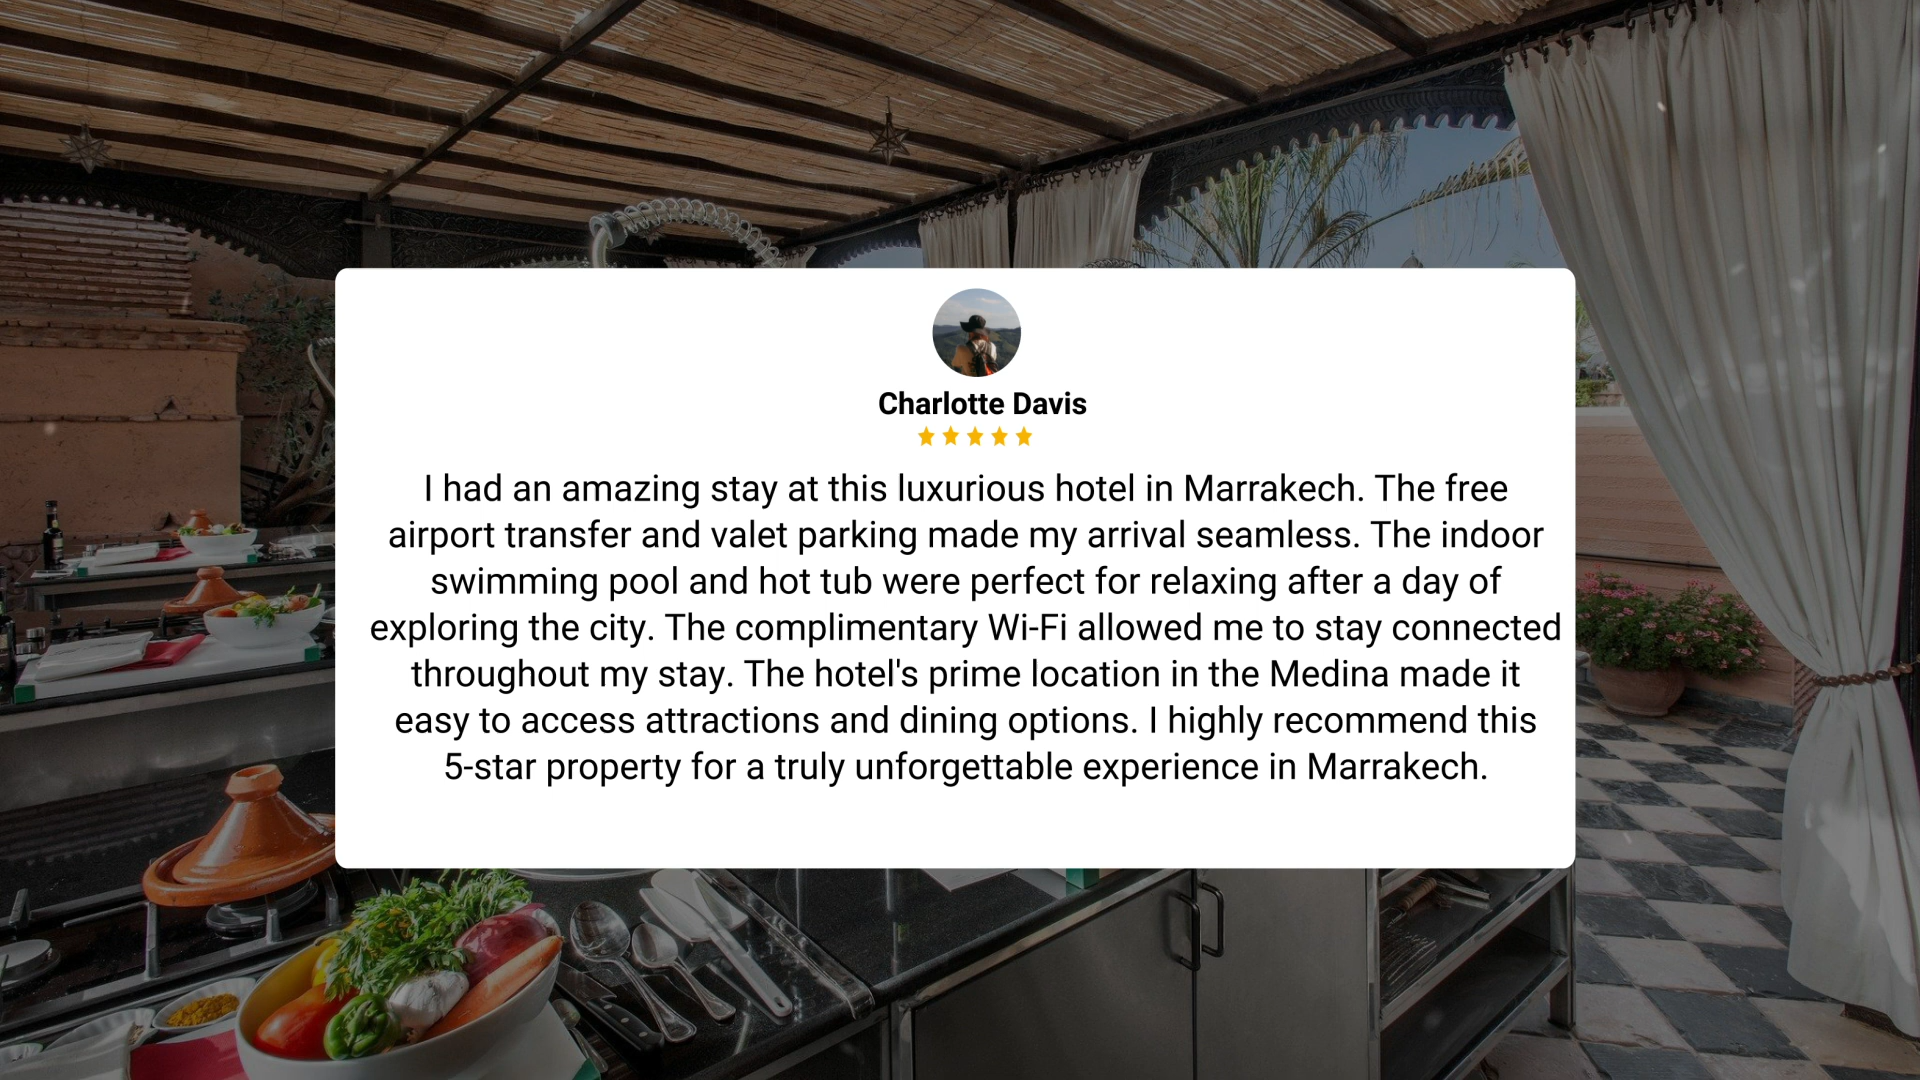 Charlotte Davis
I had an amazing stay at this luxurious hotel in Marrakech. The free
airport transfer and valet parking made my arrival seamless. The indoor
swimming pool and hot tub were perfect for relaxing after a day of
exploring the city. The complimentary Wi-Fi allowed me to stay connected
throughout my stay. The hotel's prime location in the Medina made it
easy to access attractions and dining options. I highly recommend this
5-star property for a truly unforgettable experience in Marrakech.